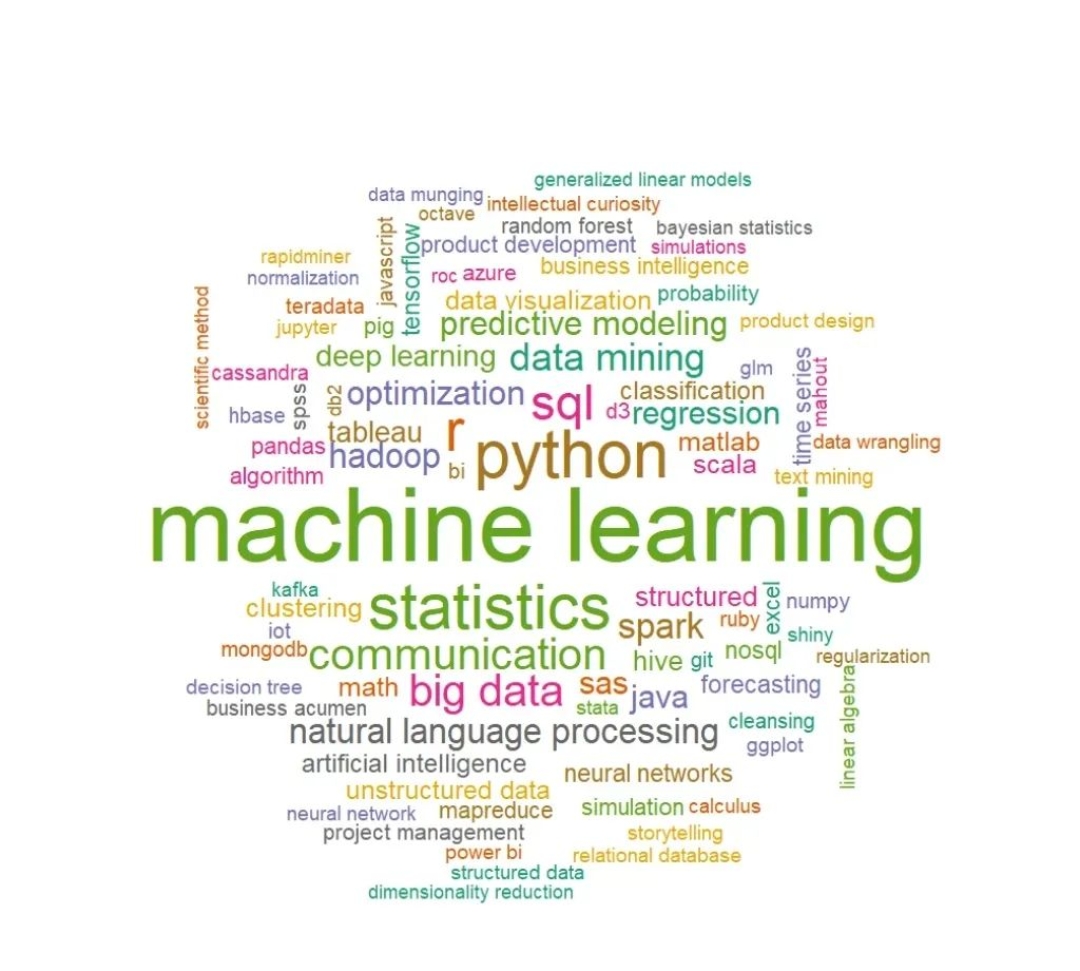 generalized linear models
data munging
intellectual curiosity
octave
random forest
bayesian statistics
javascript
tensorflow
product development
simulations
rapidminer
roc
azure
business intelligence
normalization
scientific method
teradata
data visualization
probability
jupyter
pig
predictive modeling
product design
deep learning
data mining
glm
time series
mahout
cassandra
spss
db2
optimization
sql
classification
hbase
d3
regression
tableau
r
pandas
hadoop
bi
python
matlab
data wrangling
algorithm
scala
text mining
machine learning
kafka
clustering
statistics
structured
excel
numpy
iot
spark
ruby
shiny
mongodb
communication
hive
git
nosql
regularization
decision tree
math
big data
sas
java
forecasting
linear algebra
business acumen
stata
natural language processing
cleansing
ggplot
artificial intelligence
neural networks
unstructured data
neural network
mapreduce
simulation
calculus
project management
storytelling
power bi
relational database
structured data
dimensionality reduction